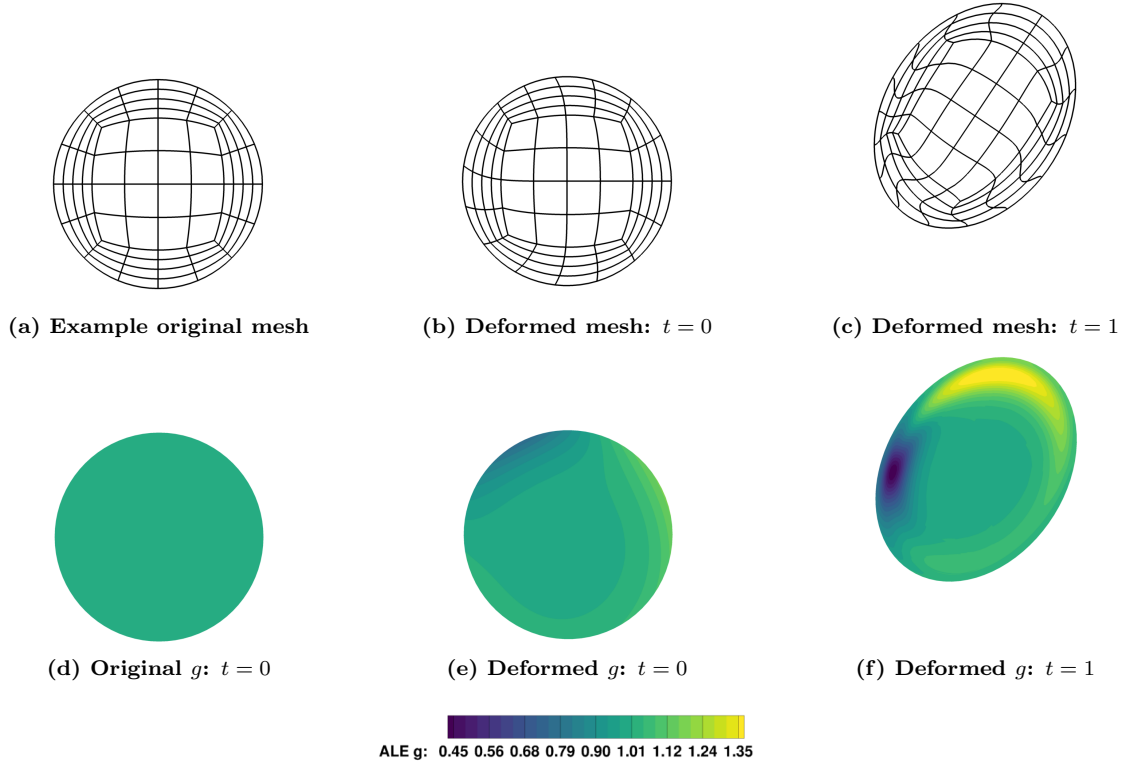 (a) Example original mesh
(b) Deformed mesh: t = 0
(c) Deformed mesh: t = 1
(d) Original g: t = 0
(e) Deformed g: t = 0
(f) Deformed g: t = 1
ALE g: 0.45 0.56 0.68 0.79 0.90 1.01 1.12 1.24 1.35